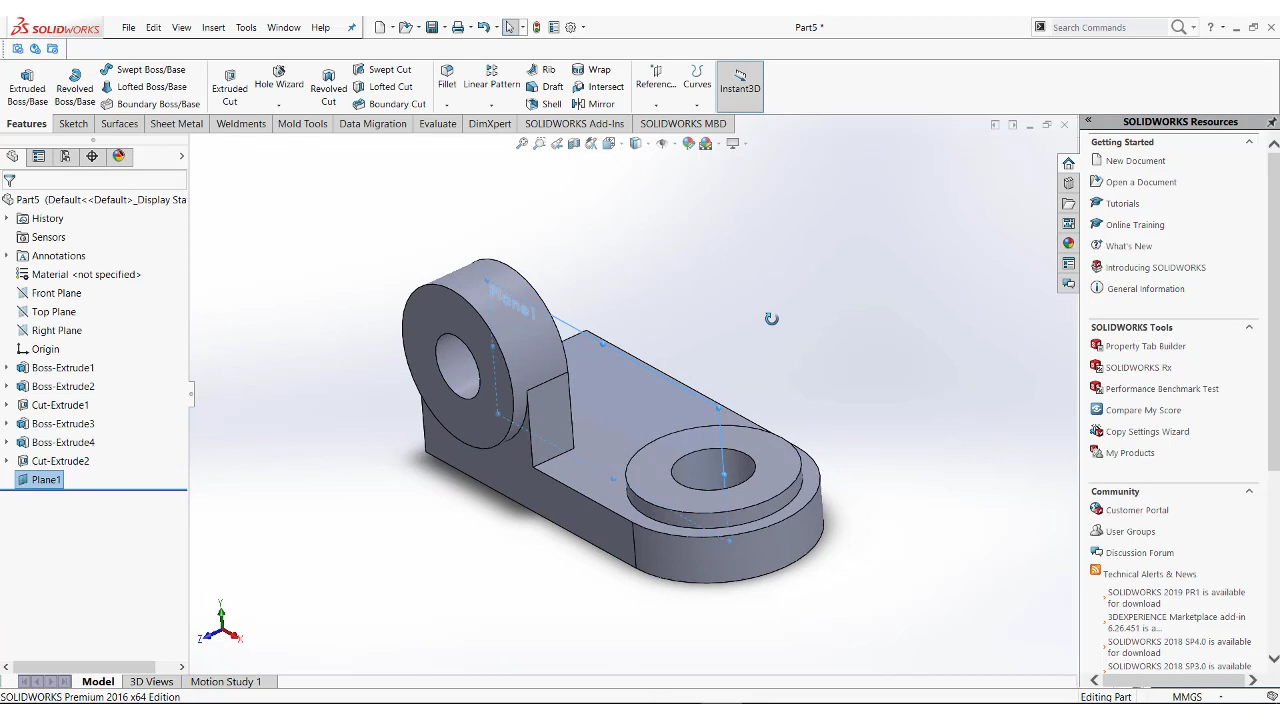 SOLIDWORKS File Edit View Insert Tools Window Help Part5 * Search Commands
Extruded Boss/Base Revolved Boss/Base Swept Boss/Base Lofted Boss/Base Boundary Boss/Base Extruded Cut Hole Wizard Revolved Cut Swept Cut Lofted Cut Boundary Cut Fillet Linear Pattern Rib Draft Shell Wrap Intersect Mirror Referenc... Curves Instant3D
Features Sketch Surfaces Sheet Metal Weldments Mold Tools Data Migration Evaluate DimXpert SOLIDWORKS Add-Ins SOLIDWORKS MBD
Part5 (Default<<Default>_Display Sta
History
Sensors
Annotations
Material <not specified>
Front Plane
Top Plane
Right Plane
Origin
Boss-Extrude1
Boss-Extrude2
Cut-Extrude1
Boss-Extrude3
Boss-Extrude4
Cut-Extrude2
Plane1
Plane1
Y
Z X
SOLIDWORKS Resources
Getting Started
New Document
Open a Document
Tutorials
Online Training
What's New
Introducing SOLIDWORKS
General Information
SOLIDWORKS Tools
Property Tab Builder
SOLIDWORKS Rx
Performance Benchmark Test
Compare My Score
Copy Settings Wizard
My Products
Community
Customer Portal
User Groups
Discussion Forum
Technical Alerts & News
SOLIDWORKS 2019 PR1 is available
for download
3DEXPERIENCE Marketplace add-in
6.26.451 is a...
SOLIDWORKS 2018 SP4.0 is available
for download
SOLIDWORKS 2018 SP3.0 is available
Model 3D Views Motion Study 1
SOLIDWORKS Premium 2016 x64 Edition Editing Part MMGS